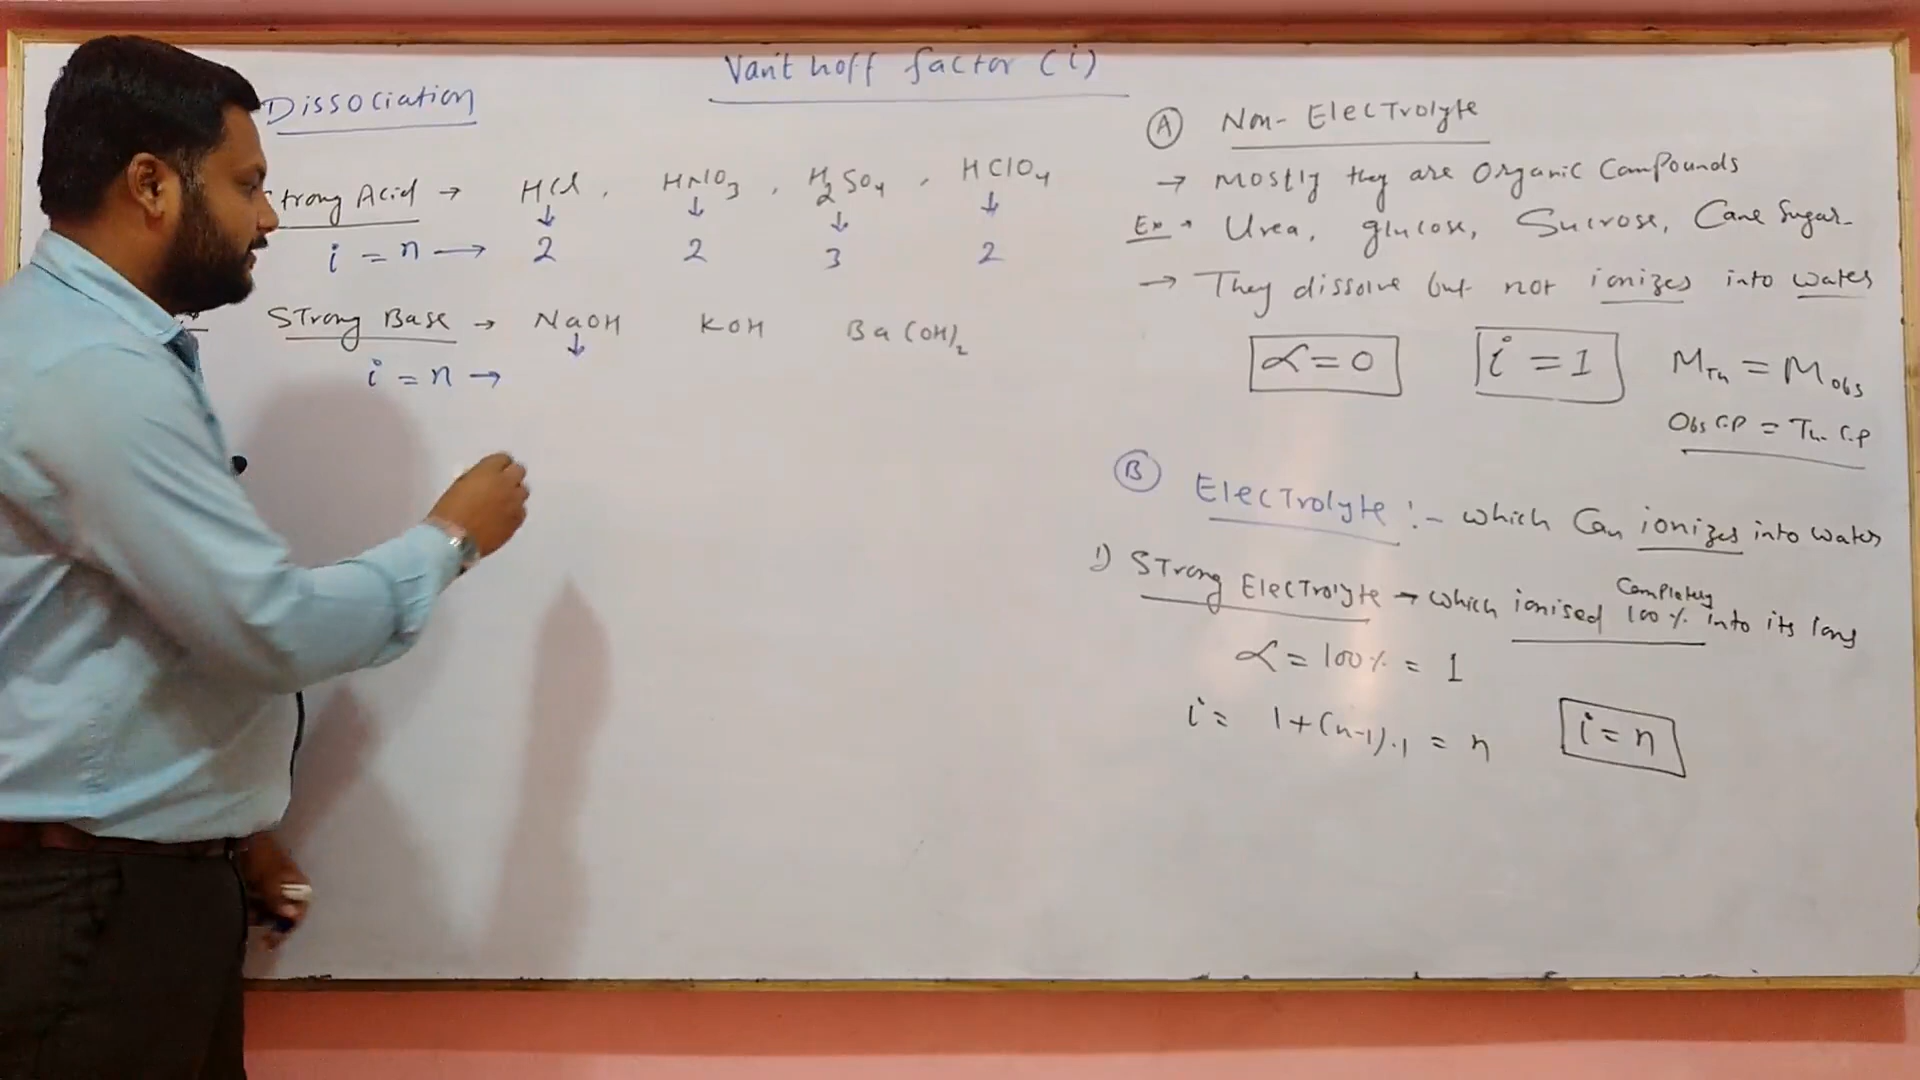 Van't hoff factor (i)
Dissociation
trong Acid → HCl, HNO3, H2SO4, HClO4
↓ ↓ ↓ ↓
i = n → 2 2 3 2
Strong Base → NaOH KOH Ba(OH)2
↓
i = n →
(A) Non-Electrolyte
→ Mostly they are Organic Compounds
Ex. Urea, glucose, Sucrose, Cane Sugar
→ They dissolve but not ionizes into water
α = 0 i = 1 MTh = MObs
Obs C.P = Th. C.P
(B) Electrolyte :- which Can ionizes into water
1) Strong Electrolyte → which ionised 100% into its Ions
Completely
α = 100% = 1
i = 1+(n-1).1 = n i = n